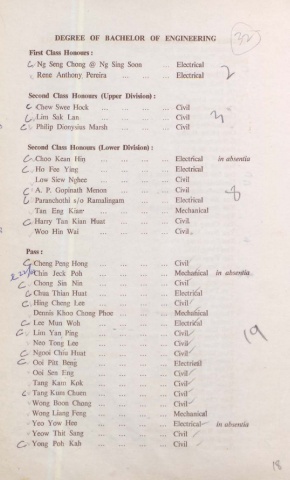 DEGREE OF BACHELOR OF ENGINEERING 32
First Class Honours :
C Ng Seng Chong @ Ng Sing Soon ... ... Electrical
Rene Anthony Pereira ... ... ... Electrical 2
Second Class Honours (Upper Division) :
C Chew Swee Hock ... ... ... Civil
C Lim Sak Lan ... ... ... Civil 3
C Philip Dionysius Marsh ... ... ... Civil
Second Class Honours (Lower Division) :
C Choo Kean Hin ... ... ... Electrical in absentia
Ho Fee Ying ... ... ... Electrical
Low Siew Nghee ... ... ... Civil
C A. P. Gopinath Menon ... ... ... Civil 8
C Paranchothi s/o Ramalingam ... ... Electrical
Tan Eng Kiat ... ... ... Mechanical
C Harry Tan Kian Huat ... ... ... Civil
Woo Hin Wai ... ... ... Civil
Pass :
C Cheng Peng Hong ... ... ... Civil
Chin Jeck Poh ... ... ... Mechanical in absentia
C Chong Sin Nin ... ... ... Civil
C Chua Thian Huat ... ... ... Electrical
C Hing Cheng Lee ... ... ... Civil
Dennis Khoo Chong Phoe ... ... Mechanical
C Lee Mun Woh ... ... ... Electrical
C Lim Yan Ping ... ... ... Civil
Neo Tong Lee ... ... ... Civil 19
C Ngooi Chiu Huat ... ... ... Civil
C Ooi Pitt Beng ... ... ... Electrical
Ooi Sen Eng ... ... ... Civil
Tang Kam Kok ... ... ... Civil
C Tang Kum Chuen ... ... ... Civil
Wong Boon Chong ... ... ... Civil
Wong Liang Feng ... ... ... Mechanical
Yeo Yow Hee ... ... ... Electrical in absentia
Yeow Thit Sang ... ... ... Civil
C Yong Poh Kah ... ... ... Civil
18